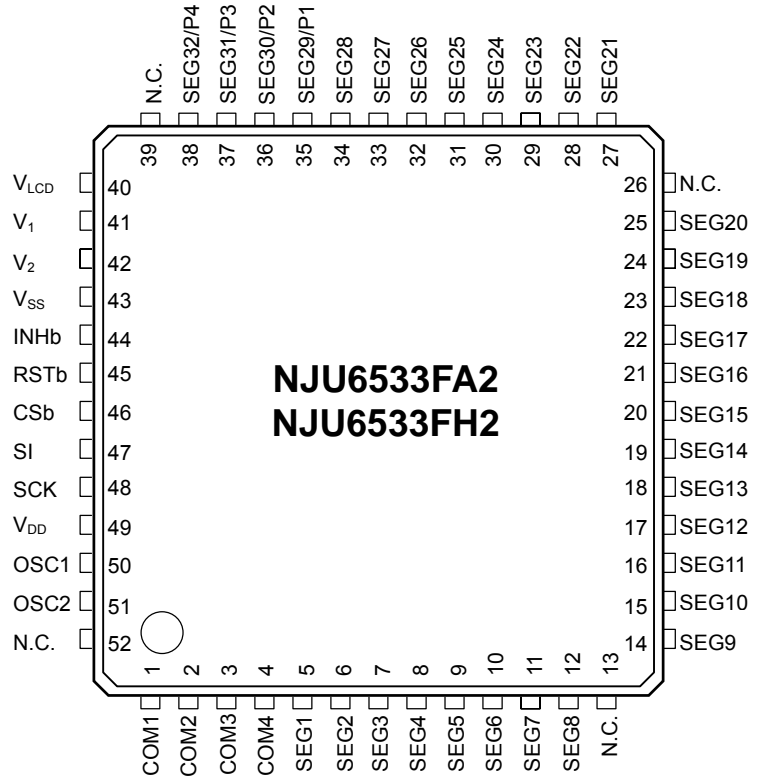 N.C.
SEG32/P4
SEG31/P3
SEG30/P2
SEG29/P1
SEG28
SEG27
SEG26
SEG25
SEG24
SEG23
SEG22
SEG21
39
38
37
36
35
34
33
32
31
30
29
28
27
VLCD 40
V1 41
V2 42
VSS 43
INHb 44
RSTb 45
CSb 46
SI 47
SCK 48
VDD 49
OSC1 50
OSC2 51
N.C. 52
NJU6533FA2
NJU6533FH2
26 N.C.
25 SEG20
24 SEG19
23 SEG18
22 SEG17
21 SEG16
20 SEG15
19 SEG14
18 SEG13
17 SEG12
16 SEG11
15 SEG10
14 SEG9
1
2
3
4
5
6
7
8
9
10
11
12
13
COM1
COM2
COM3
COM4
SEG1
SEG2
SEG3
SEG4
SEG5
SEG6
SEG7
SEG8
N.C.